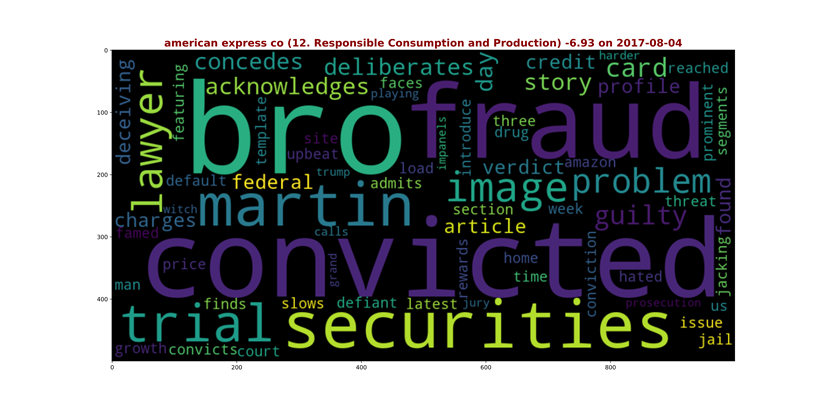 american express co (12. Responsible Consumption and Production) -6.93 on 2017-08-04
0
100
200
300
400
0
200
400
600
800
deceiving
lawyer
featuring
concedes
deliberates
day
credit
harder
card
reached
acknowledges
faces
playing
story
profile
bro
fraud
template
site
upbeat
trump
load
impanels
introduce
three
drug
verdict
amazon
prominent
segments
default
federal
admits
image
problem
threat
witch
martin
section
week
guilty
found
charges
famed
calls
article
convicted
price
grand
rewards
home
time
conviction
hated
jacking
man
finds
slows
defiant
latest
jury
prosecution
us
trial
securities
issue
jail
growth
convicts
court